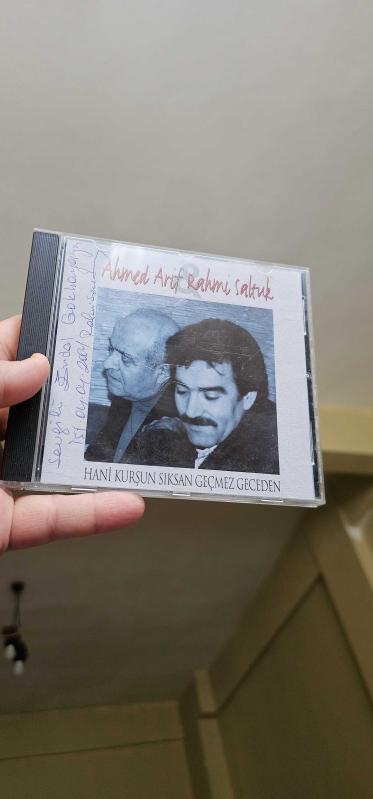 Ahmed Arif & Rahmi Saltuk
HANİ KURŞUN SIKSAN GEÇMEZ GECEDEN
Sevgili